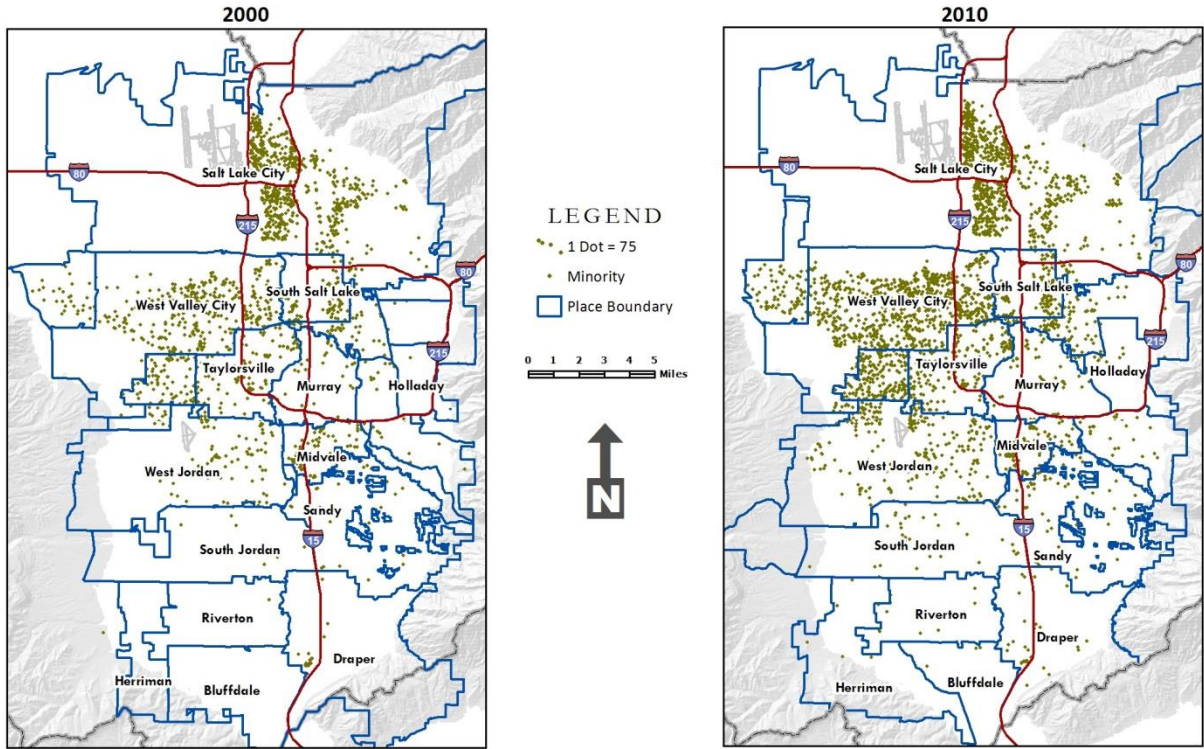 2000
Salt Lake City
80
215
80
West Valley City
South Salt Lake
215
Taylorsville
Murray
Holladay
Midvale
West Jordan
Sandy
15
South Jordan
Riverton
Draper
Herriman
Bluffdale
LEGEND
1 Dot = 75
Minority
Place Boundary
0 1 2 3 4 5
Miles
N
2010
80
Salt Lake City
215
80
West Valley City
South Salt Lake
215
Taylorsville
Murray
Holladay
Midvale
West Jordan
15
South Jordan
Sandy
Riverton
Draper
Herriman
Bluffdale